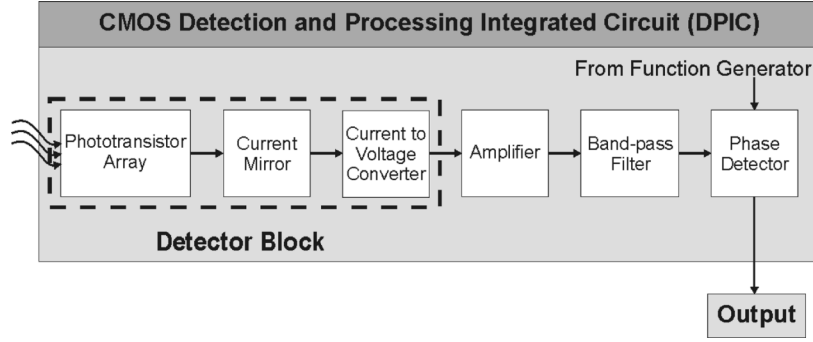 CMOS Detection and Processing Integrated Circuit (DPIC)
From Function Generator
Phototransistor
Array
Current
Mirror
Current to
Voltage
Converter
Amplifier
Band-pass
Filter
Phase
Detector
Detector Block
Output